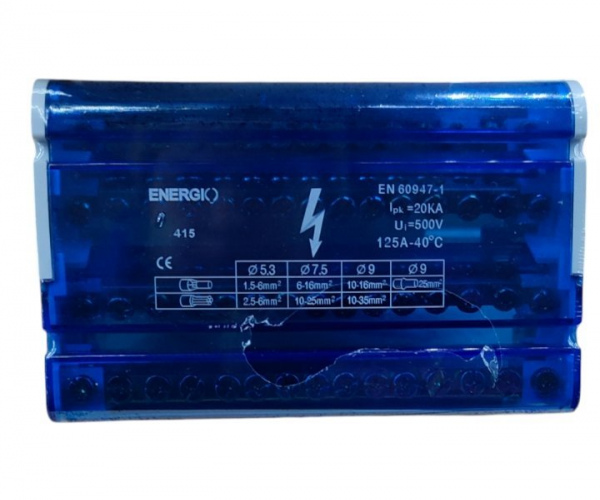 ENERGIO
EN 60947-1
Ipk =20KA
Ui=500V
415
125A-40°C
CE
Ø 5,3 Ø 7,5 Ø 9 Ø 9
1.5-6mm² 6-16mm² 10-16mm² 25mm²
2.5-6mm² 10-25mm² 10-35mm²